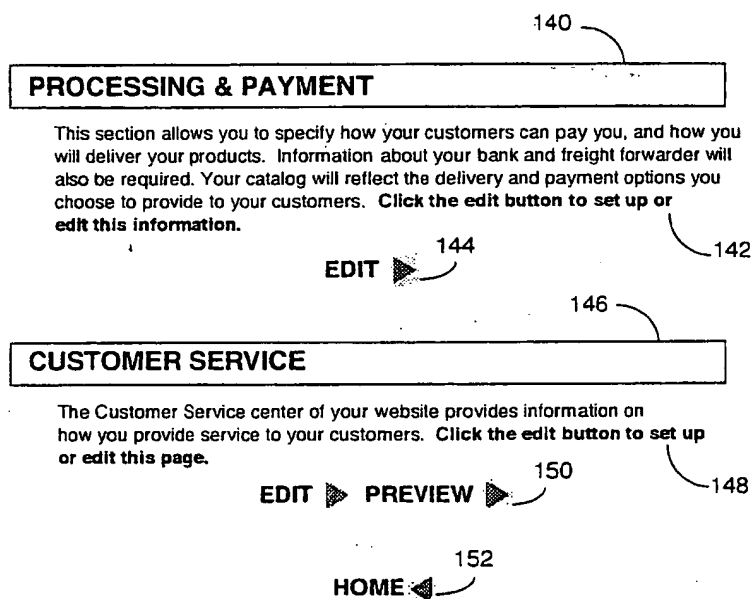 140
PROCESSING & PAYMENT
This section allows you to specify how your customers can pay you, and how you
will deliver your products. Information about your bank and freight forwarder will
also be required. Your catalog will reflect the delivery and payment options you
choose to provide to your customers. Click the edit button to set up or
edit this information.
142
144
EDIT
146
CUSTOMER SERVICE
The Customer Service center of your website provides information on
how you provide service to your customers. Click the edit button to set up
or edit this page.
148
150
EDIT PREVIEW
152
HOME